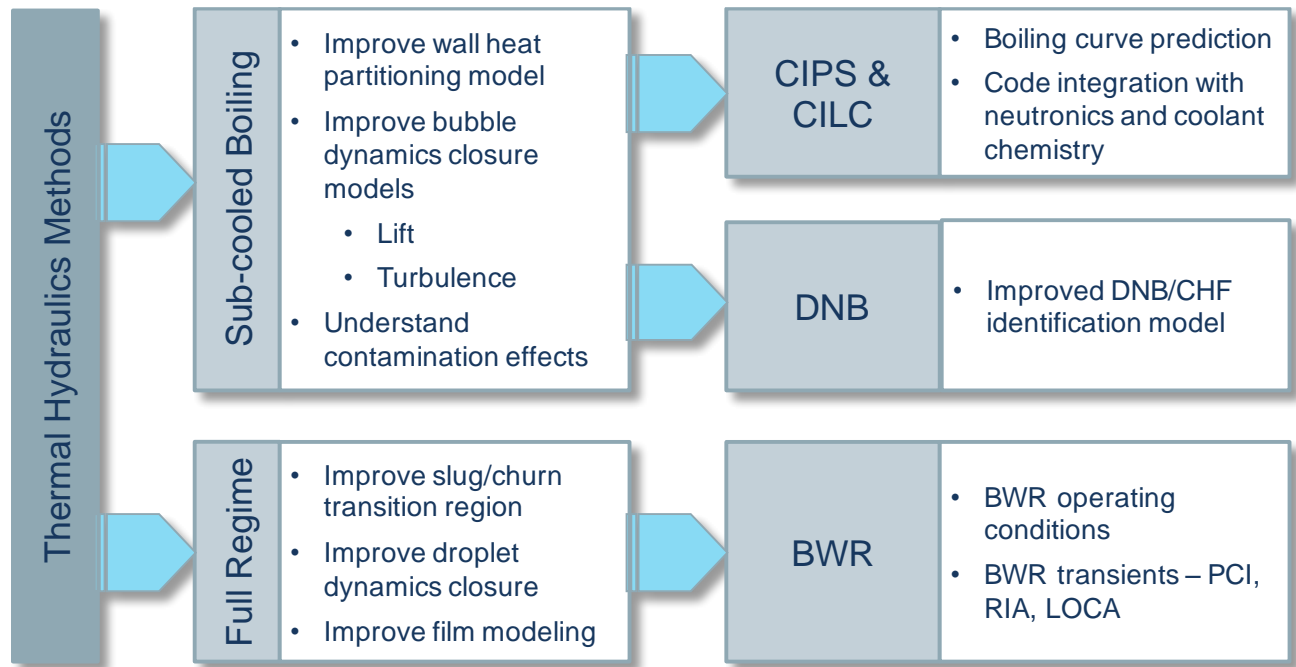 Thermal Hydraulics Methods
Sub-cooled Boiling
• Improve wall heat
partitioning model
• Improve bubble
dynamics closure
models
• Lift
• Turbulence
• Understand
contamination effects
CIPS &
CILC
• Boiling curve prediction
• Code integration with
neutronics and coolant
chemistry
DNB
• Improved DNB/CHF
identification model
Full Regime
• Improve slug/churn
transition region
• Improve droplet
dynamics closure
• Improve film modeling
BWR
• BWR operating
conditions
• BWR transients – PCI,
RIA, LOCA